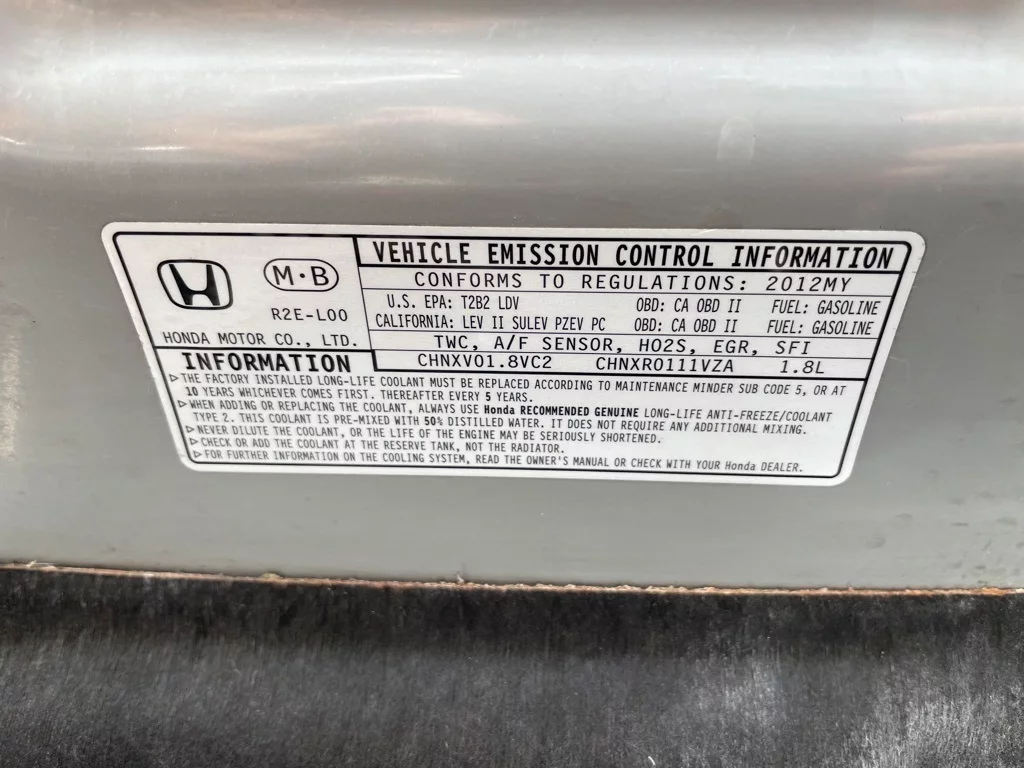 M·B
R2E-L00
HONDA MOTOR CO., LTD.
VEHICLE EMISSION CONTROL INFORMATION
CONFORMS TO REGULATIONS: 2012MY
U.S. EPA: T2B2 LDV OBD: CA OBD II FUEL: GASOLINE
CALIFORNIA: LEV II SULEV PZEV PC OBD: CA OBD II FUEL: GASOLINE
TWC, A/F SENSOR, HO2S, EGR, SFI
CHNXV01.8VC2 CHNXR0111VZA 1.8L
INFORMATION
▷THE FACTORY INSTALLED LONG-LIFE COOLANT MUST BE REPLACED ACCORDING TO MAINTENANCE MINDER SUB CODE 5, OR AT
10 YEARS WHICHEVER COMES FIRST. THEREAFTER EVERY 5 YEARS.
▷WHEN ADDING OR REPLACING THE COOLANT, ALWAYS USE Honda RECOMMENDED GENUINE LONG-LIFE ANTI-FREEZE/COOLANT
TYPE 2. THIS COOLANT IS PRE-MIXED WITH 50% DISTILLED WATER. IT DOES NOT REQUIRE ANY ADDITIONAL MIXING.
▷NEVER DILUTE THE COOLANT, OR THE LIFE OF THE ENGINE MAY BE SERIOUSLY SHORTENED.
▷CHECK OR ADD THE COOLANT AT THE RESERVE TANK, NOT THE RADIATOR.
▷FOR FURTHER INFORMATION ON THE COOLING SYSTEM, READ THE OWNER'S MANUAL OR CHECK WITH YOUR Honda DEALER.